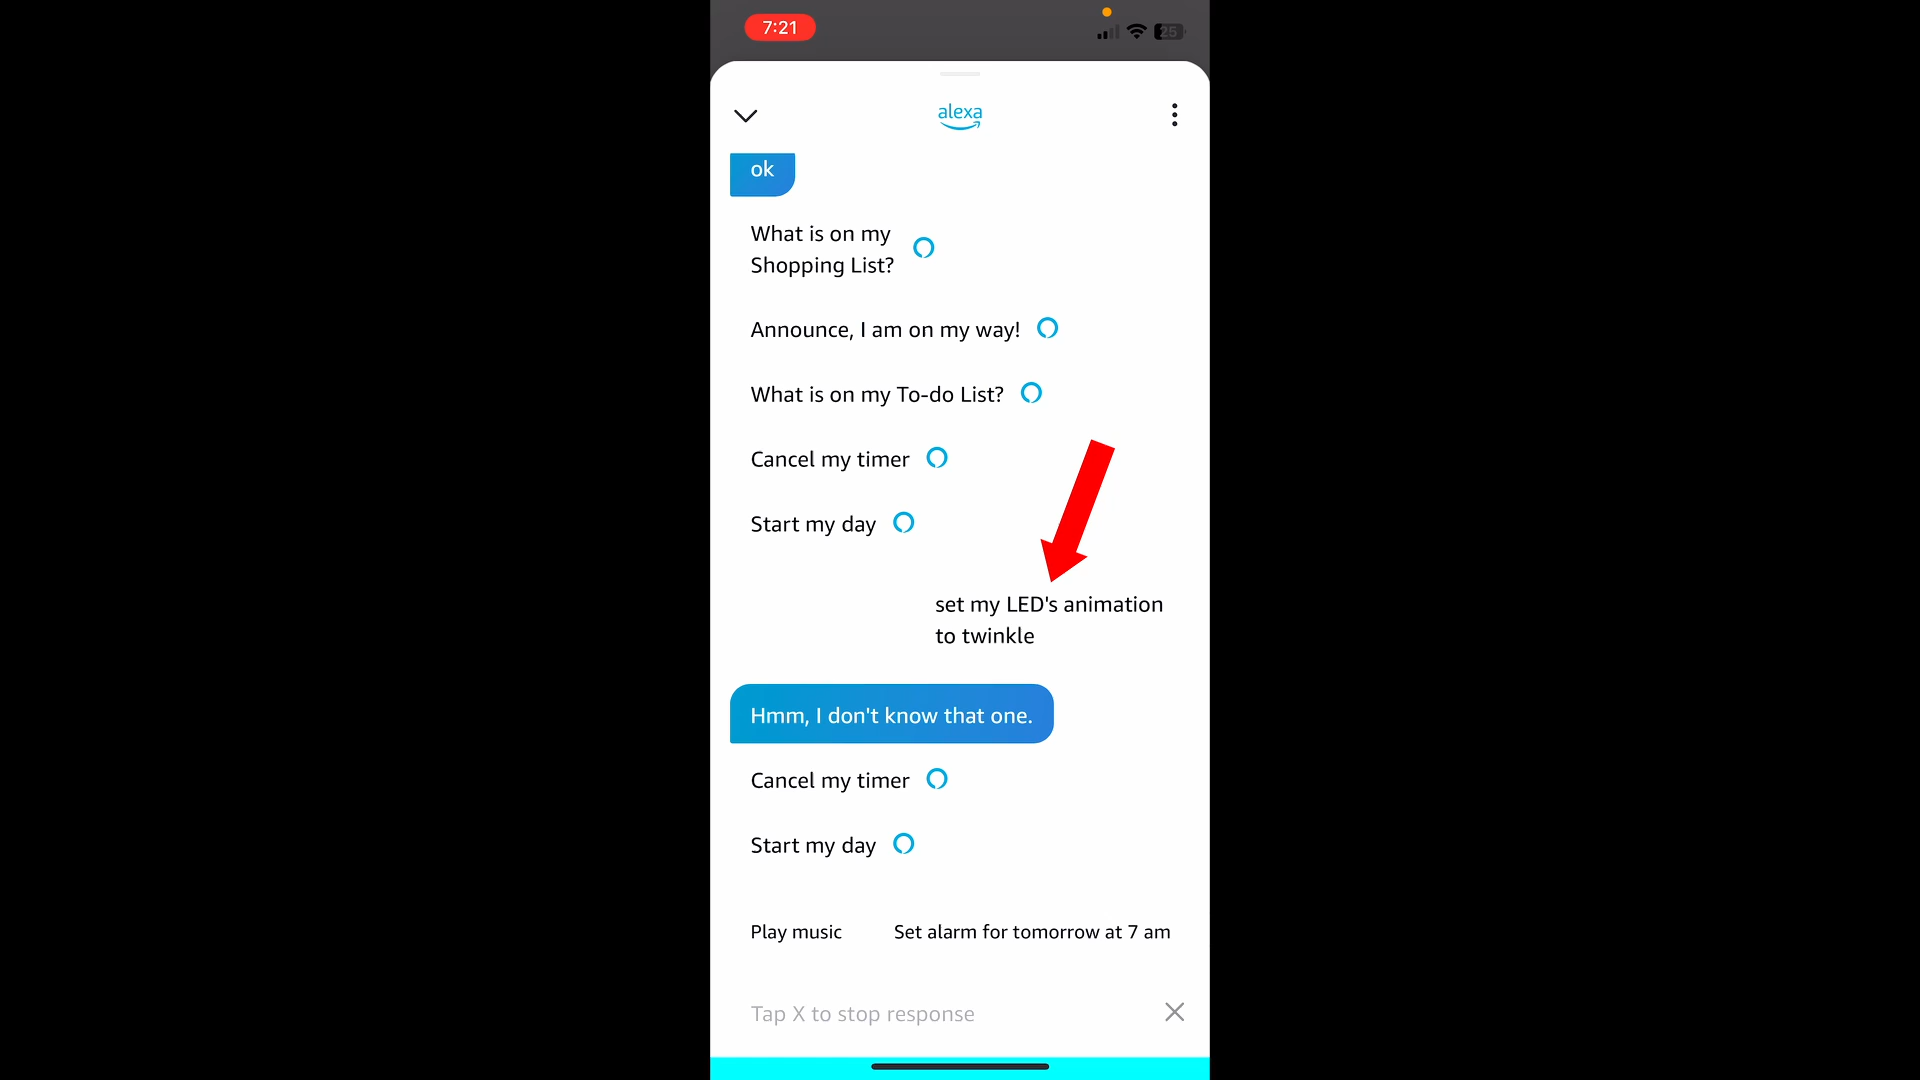 7:21
25
alexa
ok
What is on my
Shopping List?
Announce, I am on my way!
What is on my To-do List?
Cancel my timer
Start my day
set my LED's animation
to twinkle
Hmm, I don't know that one.
Cancel my timer
Start my day
Play music Set alarm for tomorrow at 7 am
Tap X to stop response